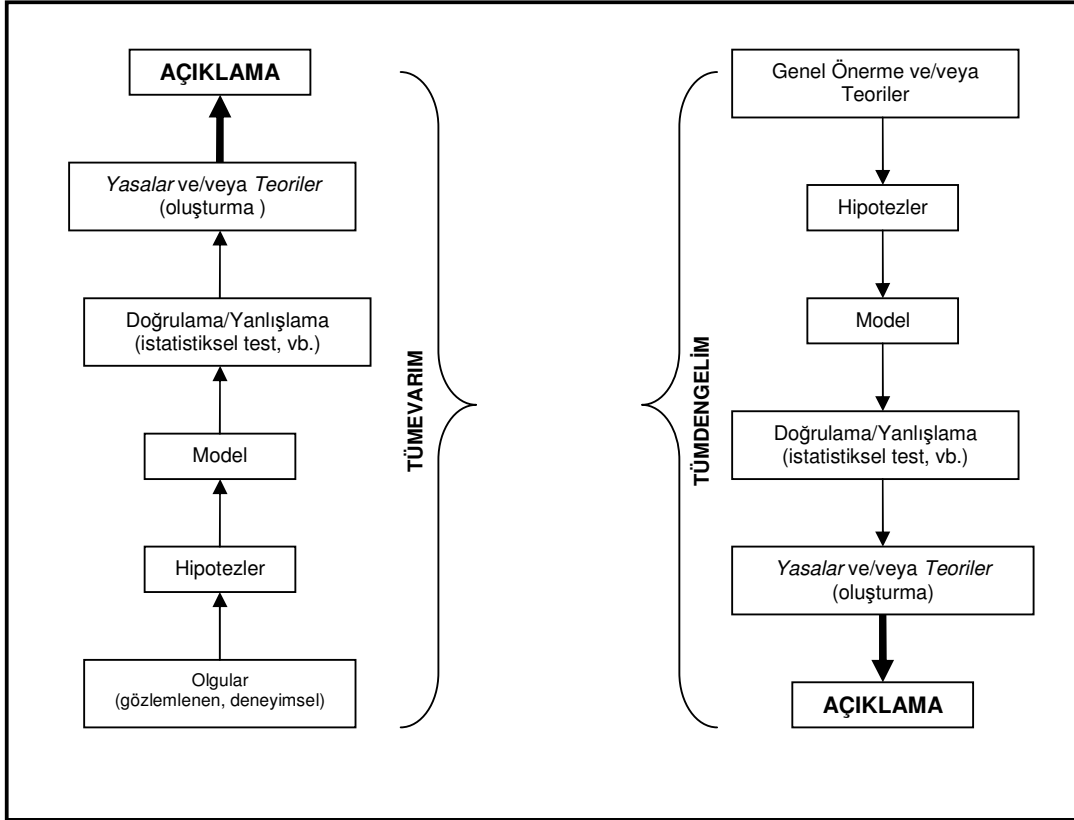 AÇIKLAMA
Yasalar ve/veya Teoriler
(oluşturma )
Doğrulama/Yanlışlama
(istatistiksel test, vb.)
Model
Hipotezler
Olgular
(gözlemlenen, deneyimsel)
TÜMEVARIM
TÜMDENGELİM
Genel Önerme ve/veya
Teoriler
Hipotezler
Model
Doğrulama/Yanlışlama
(istatistiksel test, vb.)
Yasalar ve/veya Teoriler
(oluşturma)
AÇIKLAMA